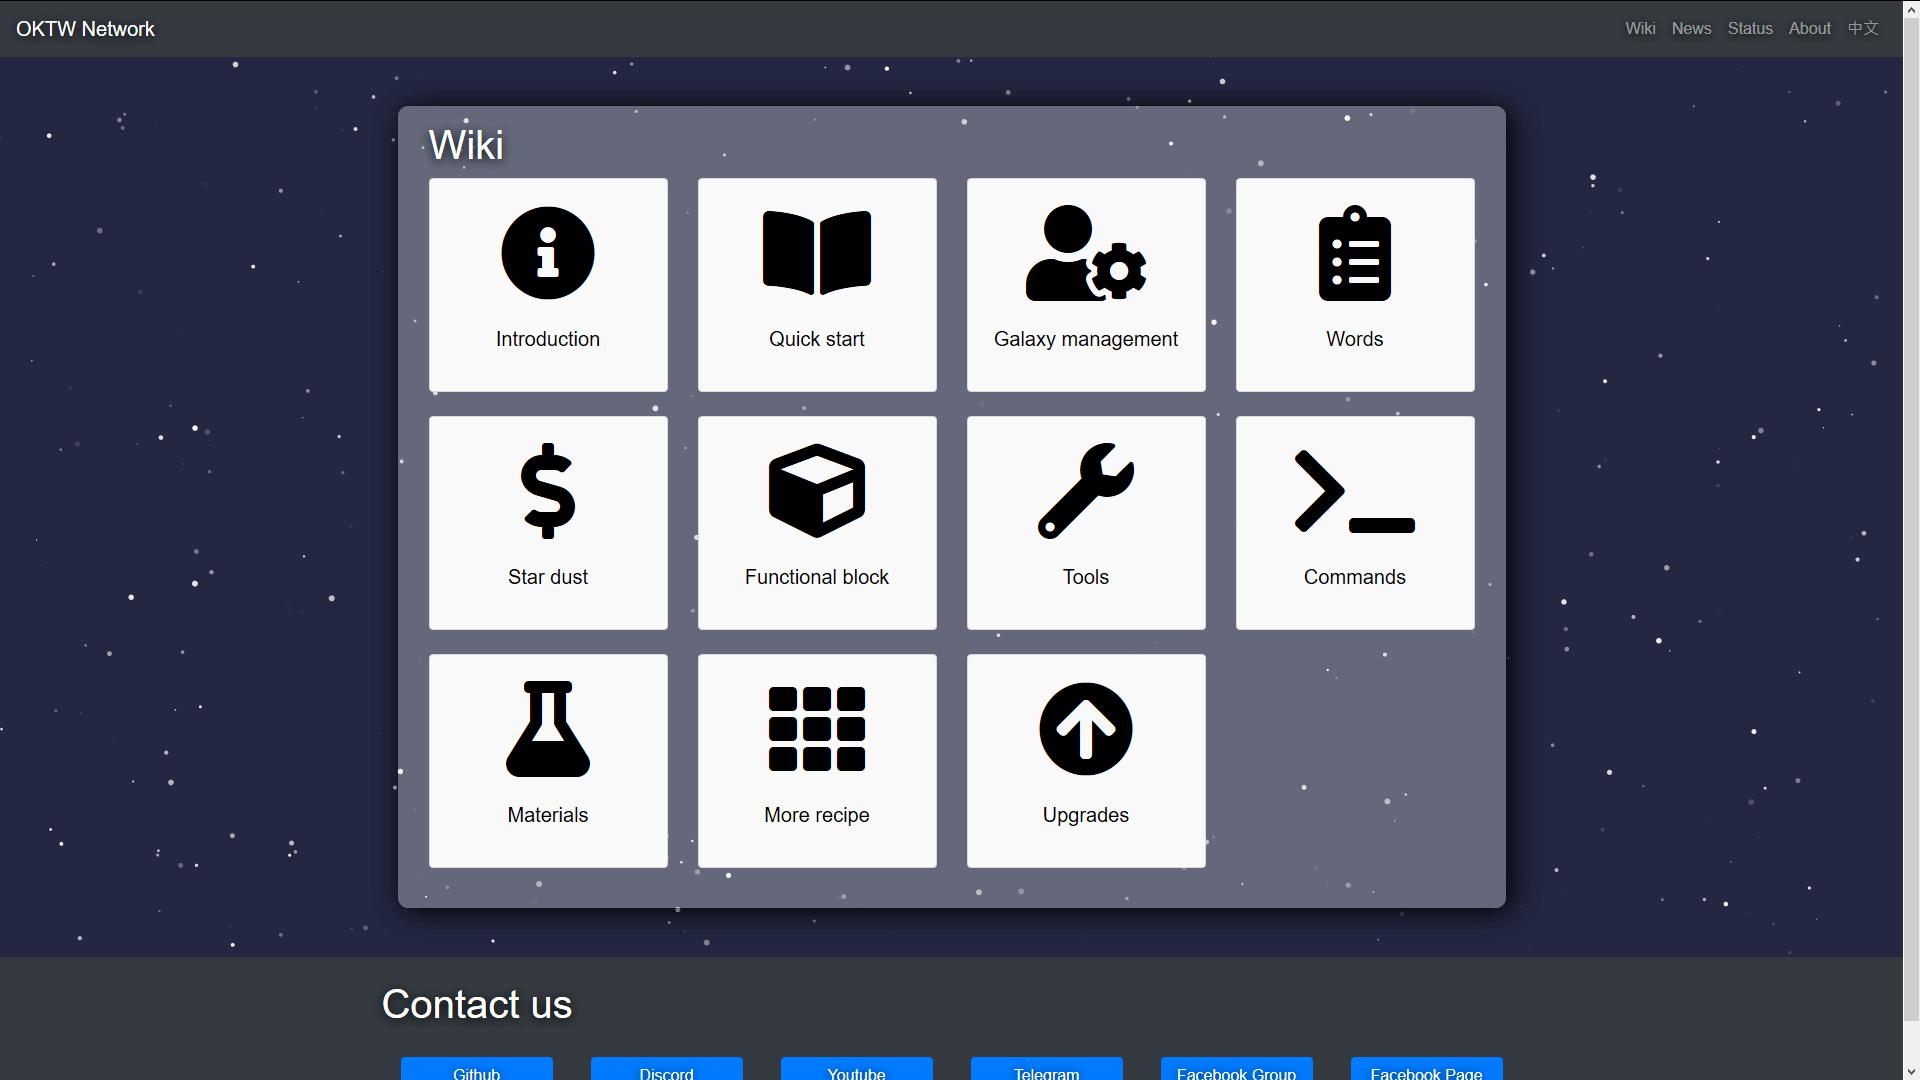 OKTW Network
Wiki News Status About 中文
Wiki
Introduction
Quick start
Galaxy management
Words
Star dust
Functional block
Tools
Commands
Materials
More recipe
Upgrades
Contact us
Github
Discord
Youtube
Telegram
Facebook Group
Facebook Page